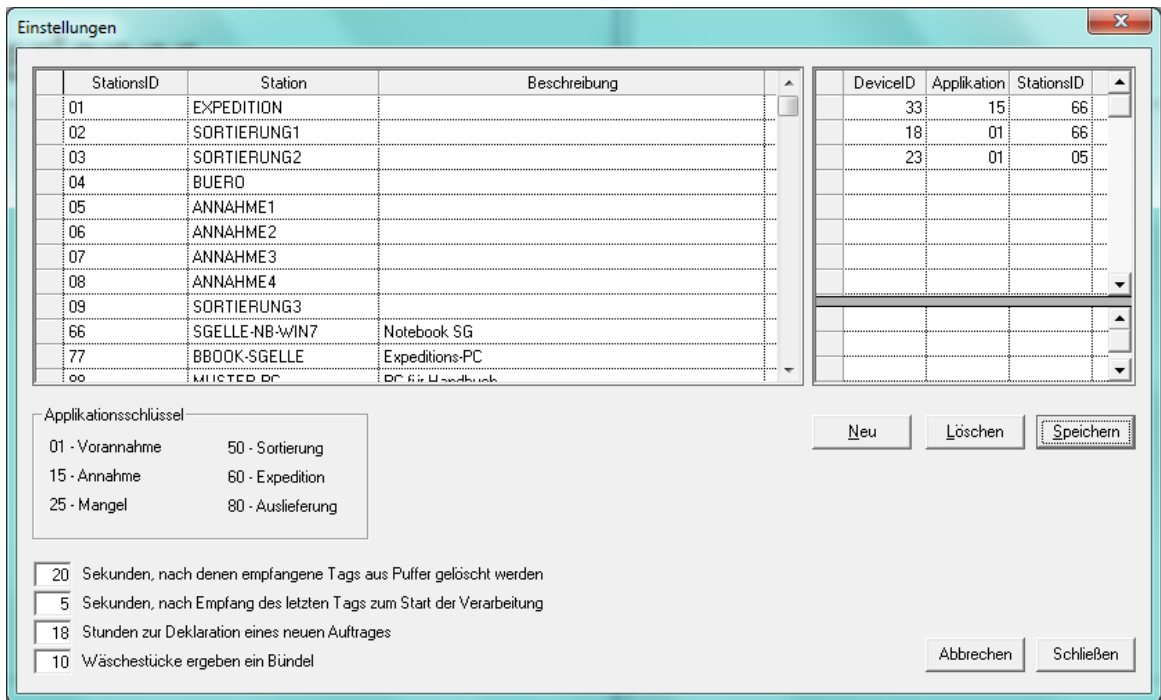 Einstellungen
StationsID Station Beschreibung
01 EXPEDITION
02 SORTIERUNG1
03 SORTIERUNG2
04 BUERO
05 ANNAHME1
06 ANNAHME2
07 ANNAHME3
08 ANNAHME4
09 SORTIERUNG3
66 SGELLE-NB-WIN7 Notebook SG
77 BBOOK-SGELLE Expeditions-PC
MUSTER-PC PC für Handbuch
DeviceID Applikation StationsID
33 15 66
18 01 66
23 01 05
Neu Löschen Speichern
Applikationsschlüssel
01 - Vorannahme 50 - Sortierung
15 - Annahme 60 - Expedition
25 - Mangel 80 - Auslieferung
20 Sekunden, nach denen empfangene Tags aus Puffer gelöscht werden
5 Sekunden, nach Empfang des letzten Tags zum Start der Verarbeitung
18 Stunden zur Deklaration eines neuen Auftrages
10 Wäschestücke ergeben ein Bündel
Abbrechen Schließen